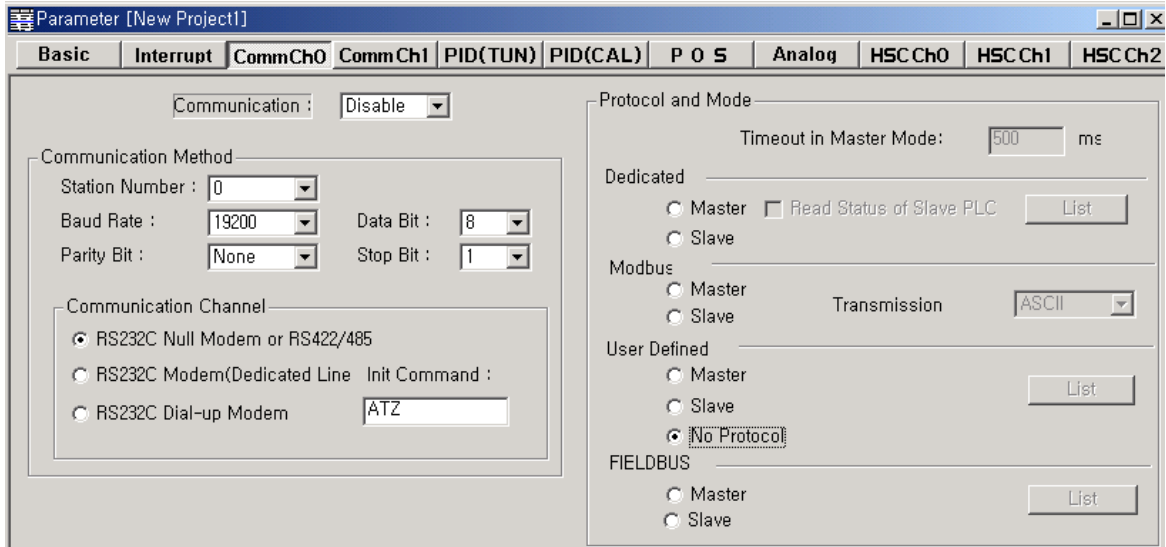 Parameter [New Project1]
Basic Interrupt CommCh0 CommCh1 PID(TUN) PID(CAL) P O S Analog HSCCh0 HSCCh1 HSCCh2
Communication : Disable
Communication Method
Station Number : 0
Baud Rate : 19200 Data Bit : 8
Parity Bit : None Stop Bit : 1
Communication Channel
RS232C Null Modem or RS422/485
RS232C Modem(Dedicated Line Init Command :
RS232C Dial-up Modem ATZ
Protocol and Mode
Timeout in Master Mode: 500 ms
Dedicated
Master Read Status of Slave PLC List
Slave
Modbus
Master
Transmission ASCII
Slave
User Defined
Master
List
Slave
No Protocol
FIELDBUS
Master
List
Slave